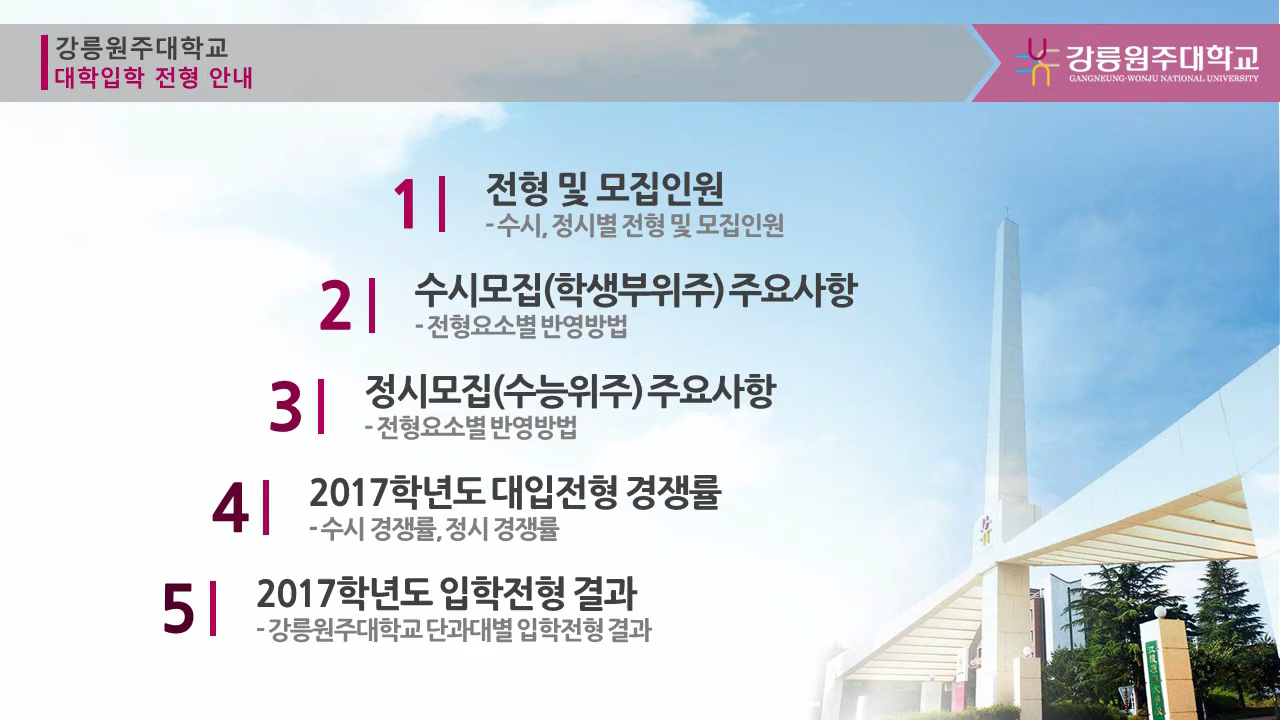 강릉원주대학교
대학입학 전형 안내
강릉원주대학교
GANGNEUNG-WONJU NATIONAL UNIVERSITY
1
전형 및 모집인원
- 수시, 정시별 전형 및 모집인원
2
수시모집(학생부위주) 주요사항
- 전형요소별 반영방법
3
정시모집(수능위주) 주요사항
- 전형요소별 반영방법
4
2017학년도 대입전형 경쟁률
- 수시 경쟁률, 정시 경쟁률
5
2017학년도 입학전형 결과
- 강릉원주대학교 단과대별 입학전형 결과